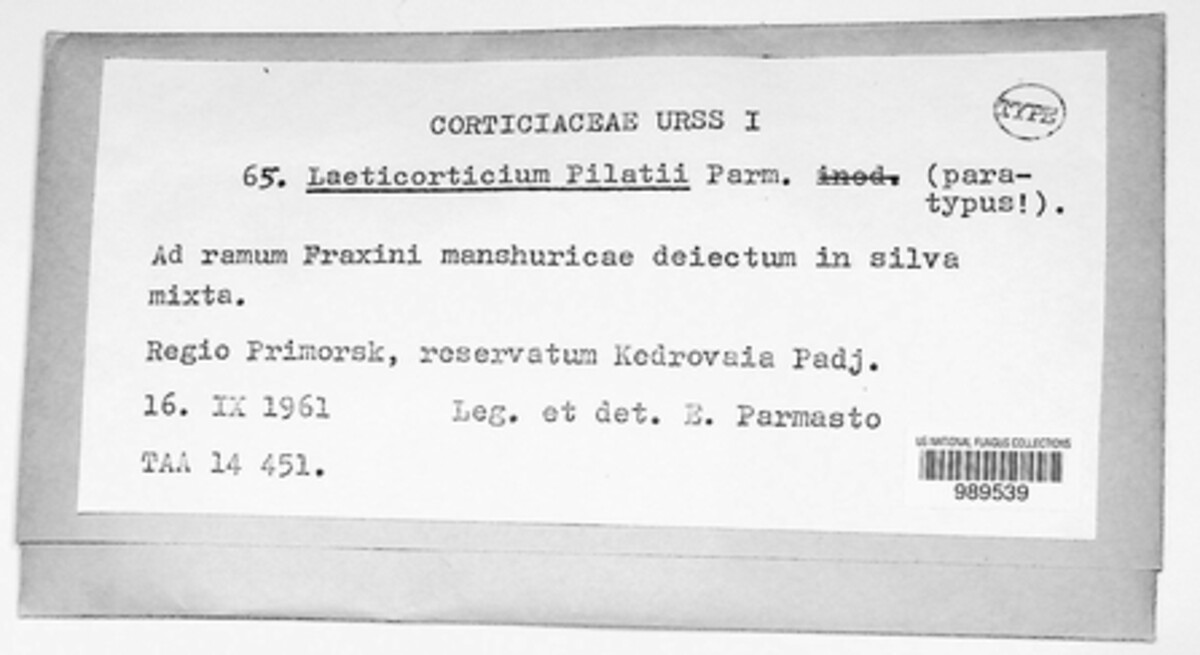 CORTICIACEAE URSS I
TYPE
65. Laeticorticium Pilatii Parm. inod. (para-
typus!).
Ad ramum Fraxini manshuricae deiectum in silva
mixta.
Regio Primorsk, reservatum Kedrovaia Padj.
16. IX 1961 Leg. et det. E. Parmasto
TAA 14 451.
US NATIONAL FUNGUS COLLECTIONS
989539